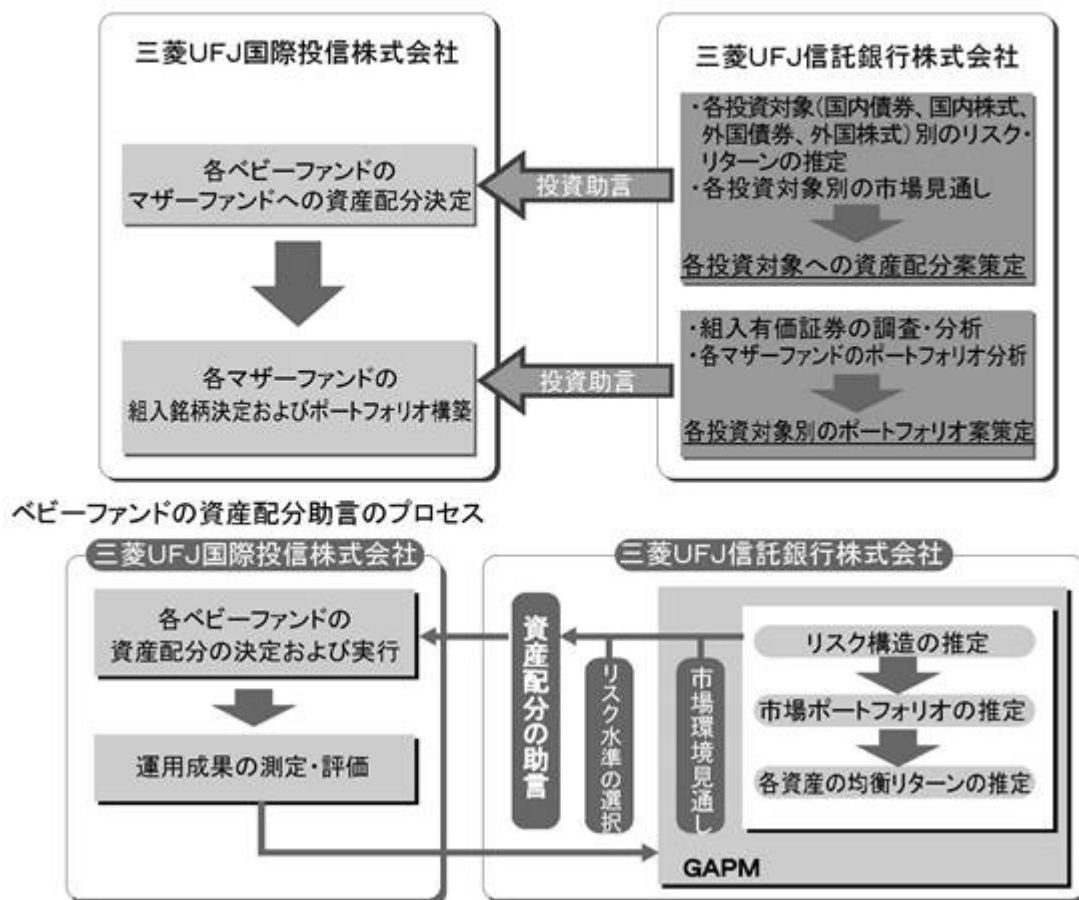 三菱UFJ国際投信株式会社
各ベビーファンドの
マザーファンドへの資産配分決定
各マザーファンドの
組入銘柄決定およびポートフォリオ構築
投資助言
投資助言
三菱UFJ信託銀行株式会社
・各投資対象(国内債券、国内株式、
外国債券、外国株式)別のリスク・
リターンの推定
・各投資対象別の市場見通し
各投資対象への資産配分案策定
・組入有価証券の調査・分析
・各マザーファンドのポートフォリオ分析
各投資対象別のポートフォリオ案策定
ベビーファンドの資産配分助言のプロセス
三菱UFJ国際投信株式会社
各ベビーファンドの
資産配分の決定および実行
運用成果の測定・評価
三菱UFJ信託銀行株式会社
資産配分の助言
リスク水準の選択
市場環境見通し
リスク構造の推定
市場ポートフォリオの推定
各資産の均衡リターンの推定
GAPM